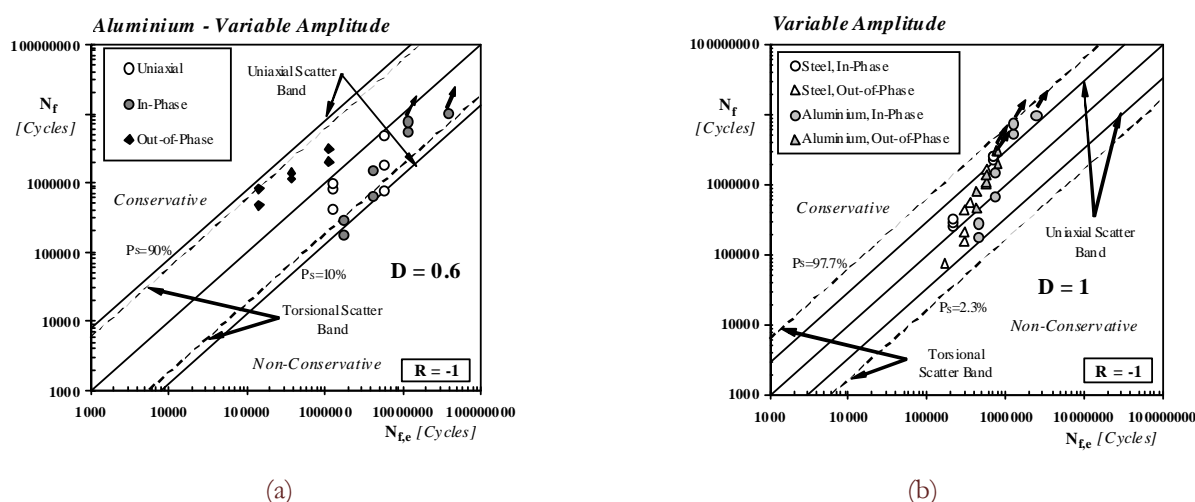 Aluminium - Variable Amplitude
100000000
Nf
[Cycles]
10000000
1000000
100000
10000
1000
Uniaxial
In-Phase
Out-of-Phase
Uniaxial Scatter
Band
Conservative
Ps=90%
Ps=10%
D = 0.6
Torsional Scatter
Band
Non-Conservative
R = -1
1000
10000
100000
1000000
10000000
100000000
Nf,e [Cycles]
(a)
Variable Amplitude
100000000
Nf
[Cycles]
10000000
1000000
100000
10000
1000
Steel, In-Phase
Steel, Out-of-Phase
Aluminium, In-Phase
Aluminium, Out-of-Phase
Conservative
Uniaxial Scatter
Band
Ps=97.7%
D = 1
Ps=2.3%
Non-Conservative
Torsional
Scatter Band
R = -1
1000
10000
100000
1000000
10000000
100000000
Nf,e [Cycles]
(b)